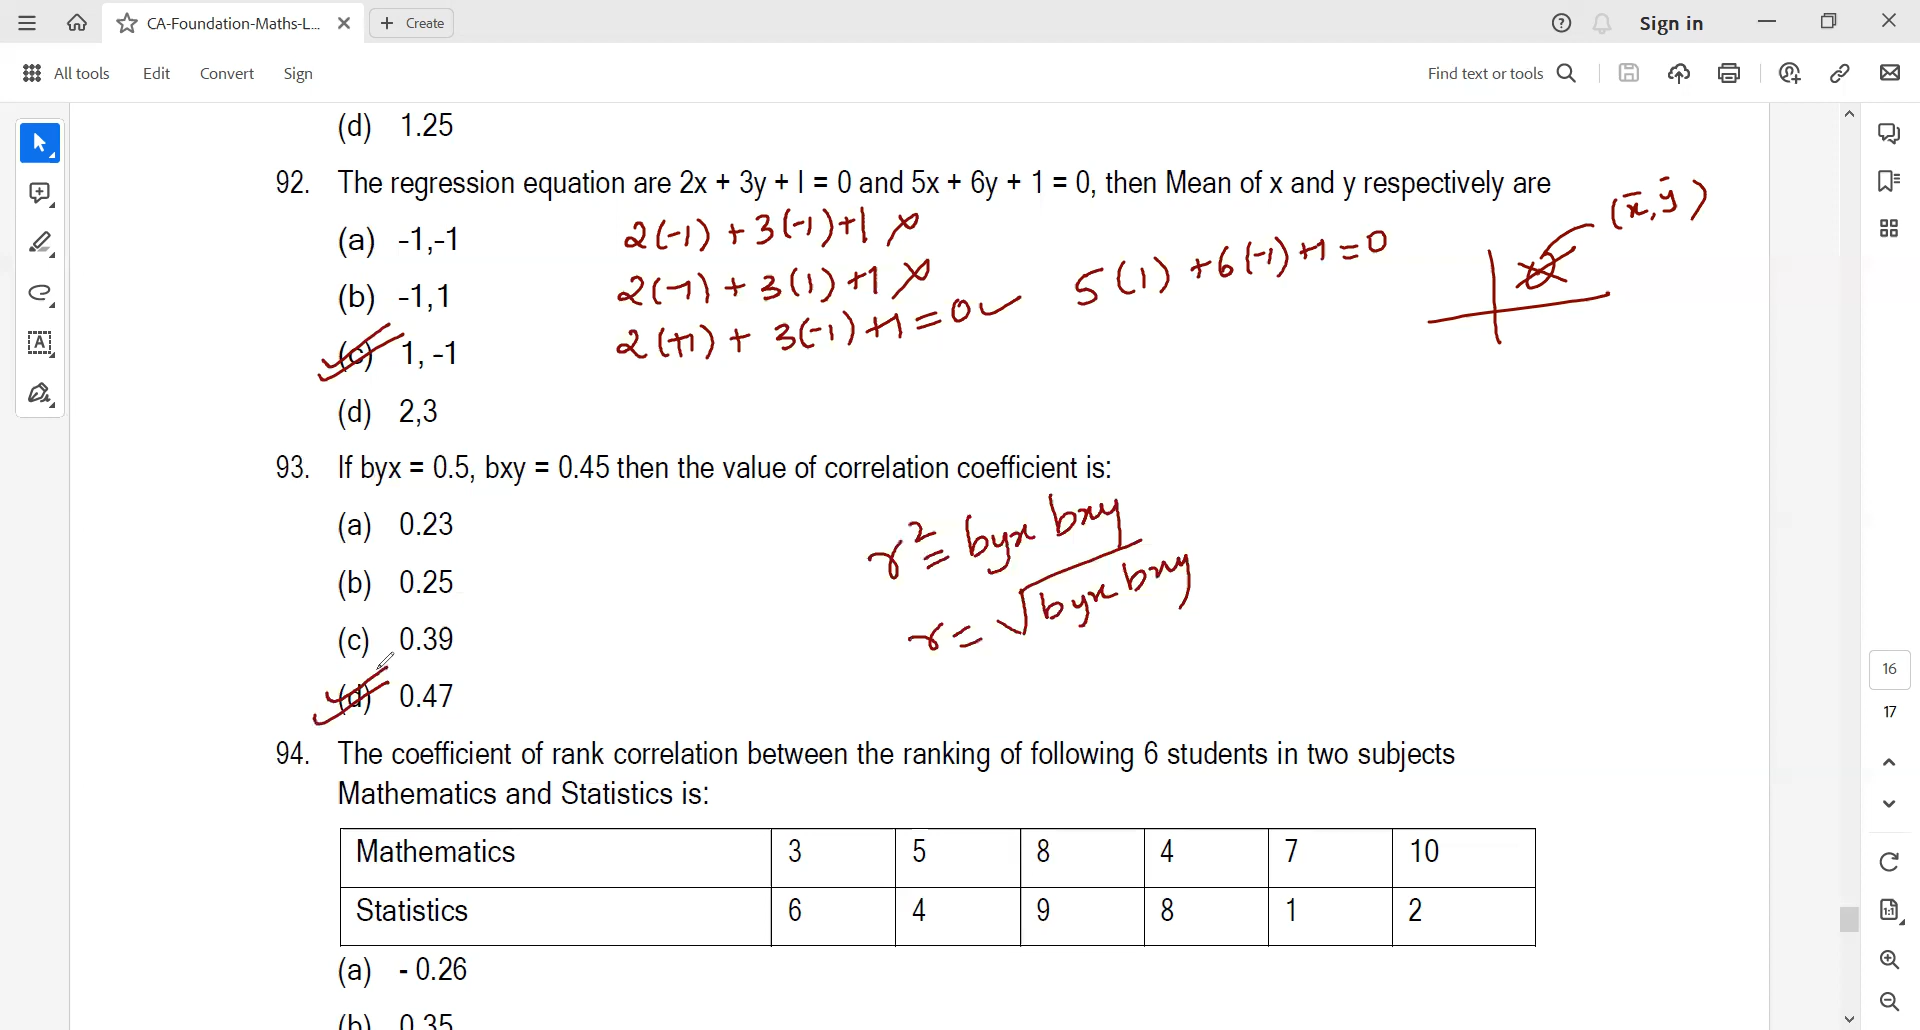 CA-Foundation-Maths-L... Create Sign in
All tools Edit Convert Sign Find text or tools
(d) 1.25
92. The regression equation are 2x + 3y + l = 0 and 5x + 6y + 1 = 0, then Mean of x and y respectively are
(x̄, ȳ)
(a) -1,-1 2(-1) + 3(-1)+1 x
5(1) +6(-1)+1=0
(b) -1,1 2(-1) + 3(1)+1 x
(c) 1, -1 2(+1) + 3(-1)+1=0✓
(d) 2,3
93. If byx = 0.5, bxy = 0.45 then the value of correlation coefficient is:
(a) 0.23
r² = byx bxy
(b) 0.25
r = √byx bxy
(c) 0.39
(d) 0.47
16
17
94. The coefficient of rank correlation between the ranking of following 6 students in two subjects
Mathematics and Statistics is:
Mathematics 3 5 8 4 7 10
Statistics 6 4 9 8 1 2
(a) - 0.26
(b) 0.35